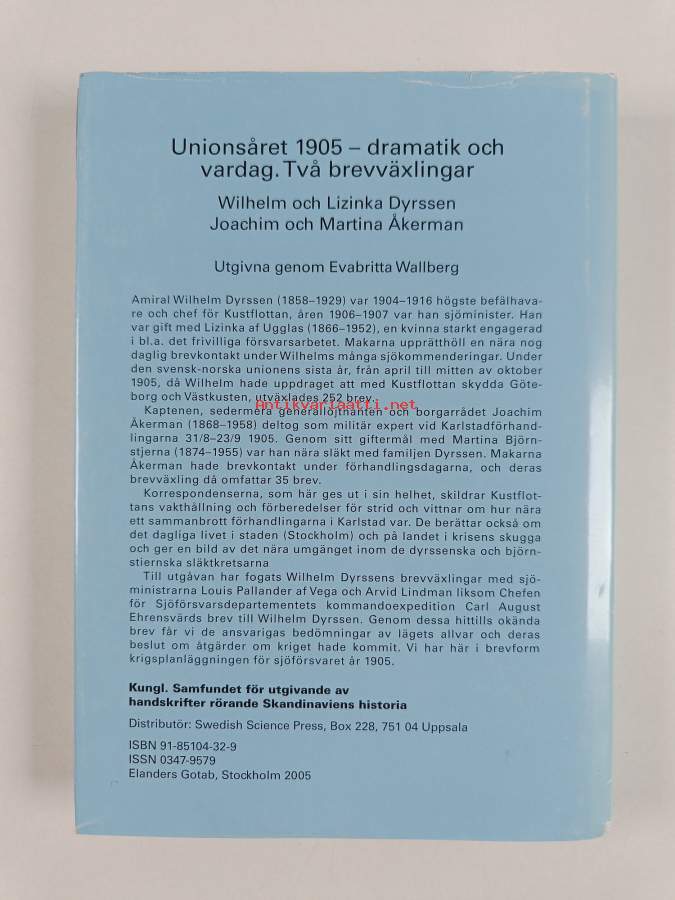 Unionsåret 1905 – dramatik och
vardag. Två brevväxlingar
Wilhelm och Lizinka Dyrssen
Joachim och Martina Åkerman
Utgivna genom Evabritta Wallberg
Amiral Wilhelm Dyrssen (1858–1929) var 1904–1916 högste befälhava-
re och chef för Kustflottan, åren 1906–1907 var han sjöminister. Han
var gift med Lizinka af Ugglas (1866–1952), en kvinna starkt engagerad
i bl.a. det frivilliga försvarsarbetet. Makarna upprätthöll en nära nog
daglig brevkontakt under Wilhelms många sjökommenderingar. Under
den svensk-norska unionens sista år, från april till mitten av oktober
1905, då Wilhelm hade uppdraget att med Kustflottan skydda Göte-
borg och Västkusten, utväxlades 252 brev.
Antikvariaatti.net
Kaptenen, sedermera generallöjtnanten och borgarrådet Joachim
Åkerman (1868–1958) deltog som militär expert vid Karlstadförhand-
lingarna 31/8–23/9 1905. Genom sitt giftermål med Martina Björn-
stjerna (1874–1955) var han nära släkt med familjen Dyrssen. Makarna
Åkerman hade brevkontakt under förhandlingsdagarna, och deras
brevväxling då omfattar 35 brev.
Korrespondenserna, som här ges ut i sin helhet, skildrar Kustflot-
tans vakthållning och förberedelser för strid och vittnar om hur nära
ett sammanbrott förhandlingarna i Karlstad var. De berättar också om
det dagliga livet i staden (Stockholm) och på landet i krisens skugga
och ger en bild av det nära umgänget inom de dyrssenska och björn-
stiernska släktkretsarna
Till utgåvan har fogats Wilhelm Dyrssens brevväxlingar med sjö-
ministrarna Louis Pallander af Vega och Arvid Lindman liksom Chefen
för Sjöförsvarsdepartementets kommandoexpedition Carl August
Ehrensvärds brev till Wilhelm Dyrssen. Genom dessa hittills okända
brev får vi de ansvarigas bedömningar av lägets allvar och deras
beslut om åtgärder om kriget hade kommit. Vi har här i brevform
krigsplanläggningen för sjöförsvaret år 1905.
Kungl. Samfundet för utgivande av
handskrifter rörande Skandinaviens historia
Distributör: Swedish Science Press, Box 228, 751 04 Uppsala
ISBN 91-85104-32-9
ISSN 0347-9579
Elanders Gotab, Stockholm 2005